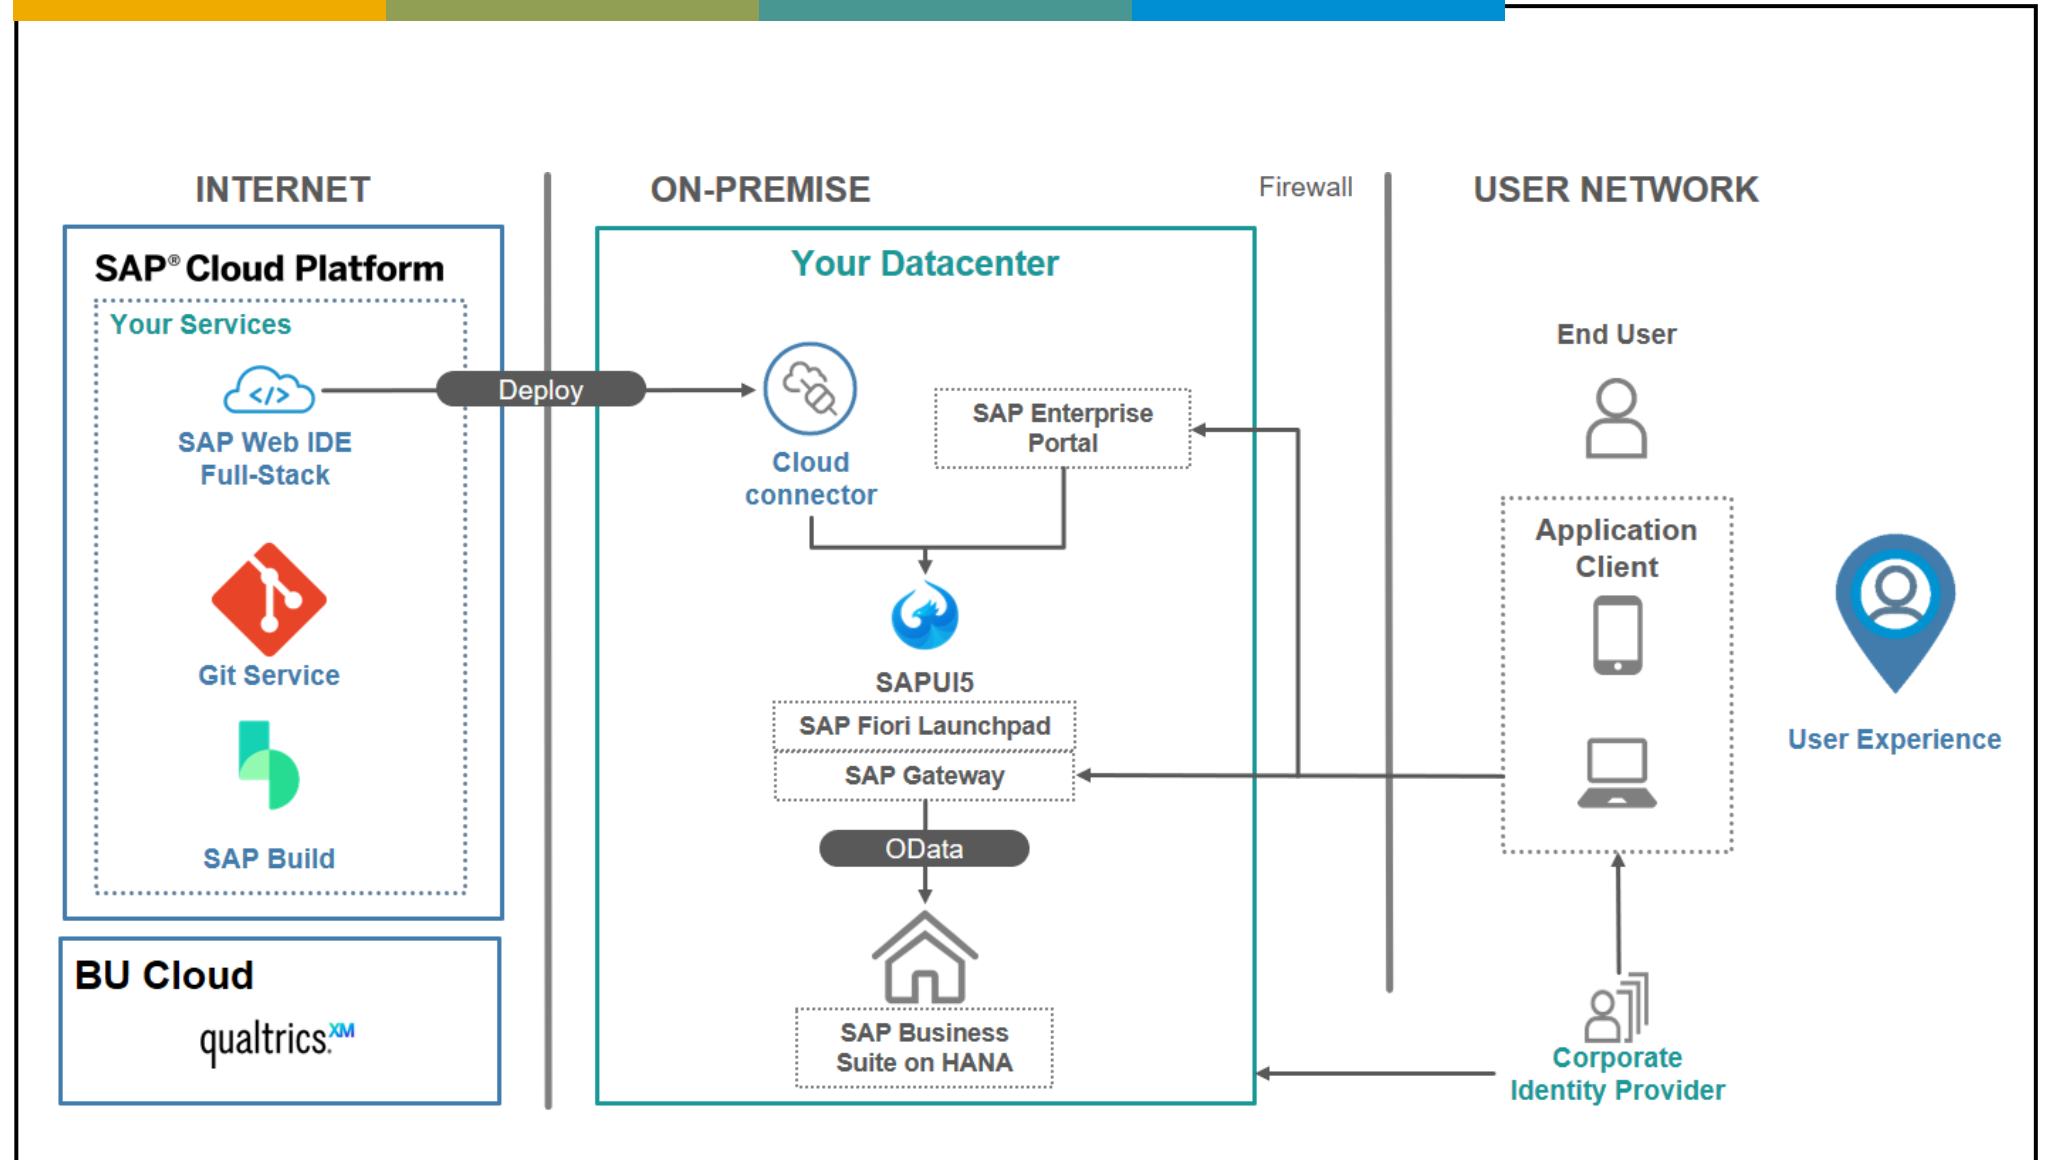 INTERNET
ON-PREMISE
Firewall
USER NETWORK
SAP® Cloud Platform
Your Services
SAP Web IDE
Full-Stack
Git Service
SAP Build
BU Cloud
qualtrics.XM
Deploy
Your Datacenter
Cloud
connector
SAP Enterprise
Portal
SAPUI5
SAP Fiori Launchpad
SAP Gateway
OData
SAP Business
Suite on HANA
End User
Application
Client
User Experience
Corporate
Identity Provider